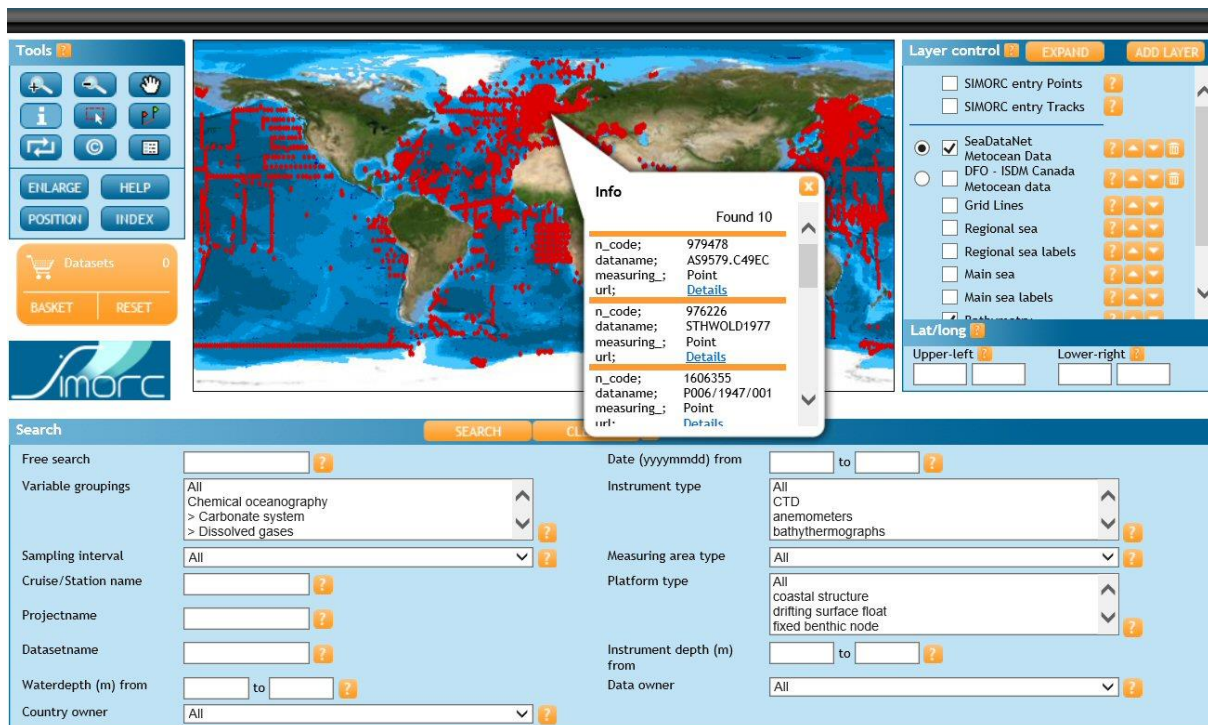 Tools ?
ENLARGE HELP
POSITION INDEX
Datasets 0
BASKET RESET
Simorc
Info
Found 10
n_code; 979478
dataname; AS9579.C49EC
measuring_; Point
url; Details
n_code; 976226
dataname; STHWOLD1977
measuring_; Point
url; Details
n_code; 1606355
dataname; P006/1947/001
measuring_; Point
url; Details
Layer control ? EXPAND ADD LAYER
SIMORC entry Points ?
SIMORC entry Tracks ?
SeaDataNet
Metocean Data ?
DFO - ISDM Canada
Metocean data ?
Grid Lines ?
Regional sea ?
Regional sea labels ?
Main sea ?
Main sea labels ?
Bathymetry
Lat/long ?
Upper-left ? Lower-right ?
Search SEARCH
Free search ?
Variable groupings All
Chemical oceanography
> Carbonate system
> Dissolved gases ?
Sampling interval All ?
Cruise/Station name ?
Projectname ?
Datasetname ?
Waterdepth (m) from to ?
Country owner All ?
Date (yyyymmdd) from to ?
Instrument type All
CTD
anemometers
bathythermographs ?
Measuring area type All ?
Platform type All
coastal structure
drifting surface float
fixed benthic node ?
Instrument depth (m)
from to ?
Data owner All ?